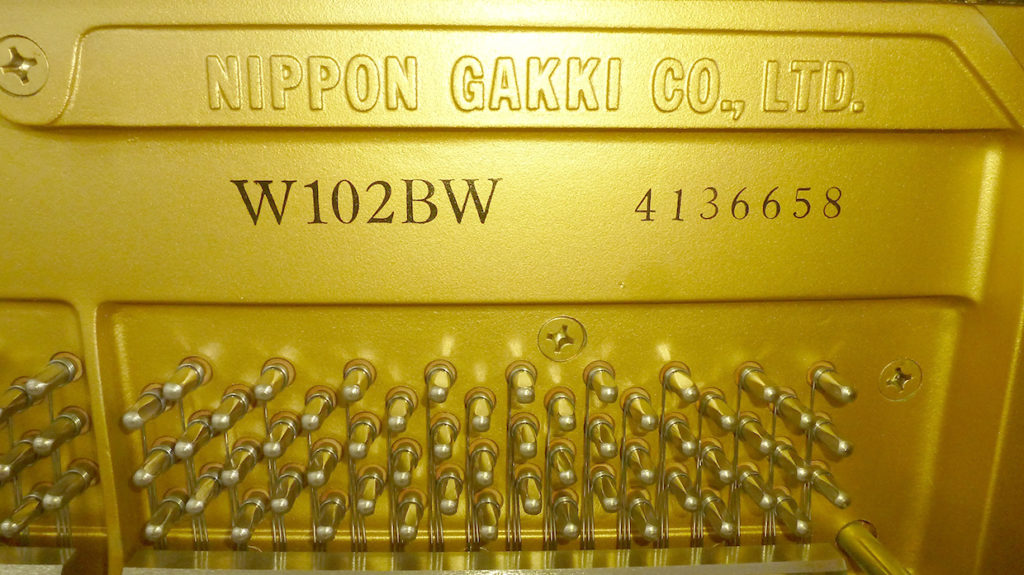 NIPPON GAKKI CO., LTD.
W102BW 4136658